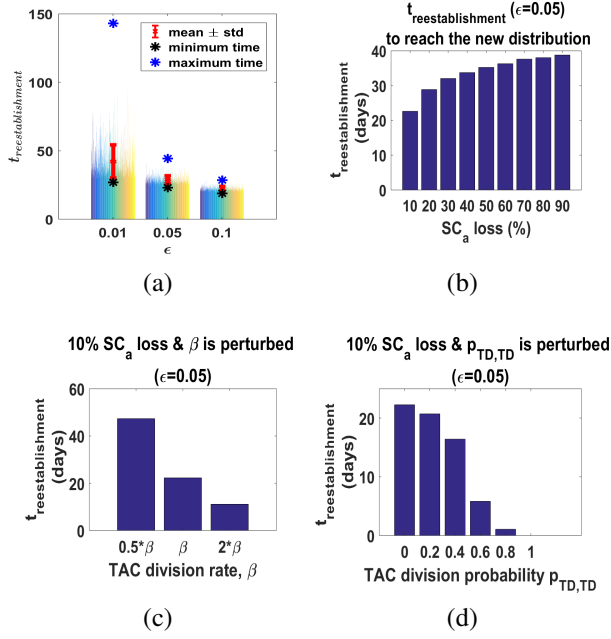 t_reestablishment
150
100
50
0
mean ± std
minimum time
maximum time
0.01 0.05 0.1
ϵ
(a)
t_reestablishment (ϵ=0.05)
to reach the new distribution
t_reestablishment
(days)
40
30
20
10
0
10 20 30 40 50 60 70 80 90
SC_a loss (%)
(b)
10% SC_a loss & β is perturbed
(ϵ=0.05)
t_reestablishment
(days)
60
40
20
0
0.5*β β 2*β
TAC division rate, β
(c)
10% SC_a loss & p_TD,TD is perturbed
(ϵ=0.05)
t_reestablishment
(days)
20
10
0
0 0.2 0.4 0.6 0.8 1
TAC division probability p_TD,TD
(d)